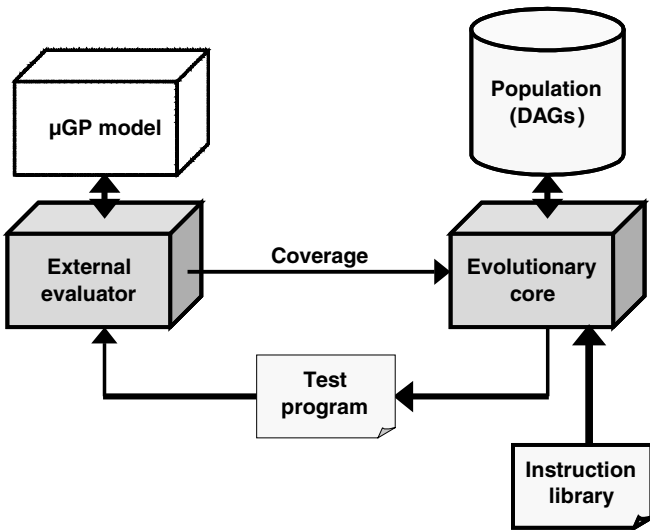 µGP model
Population
(DAGs)
External
evaluator
Coverage
Evolutionary
core
Test
program
Instruction
library